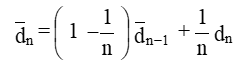 d̅ₙ = ( 1 − 1/n ) d̅ₙ₋₁ + 1/n dₙ